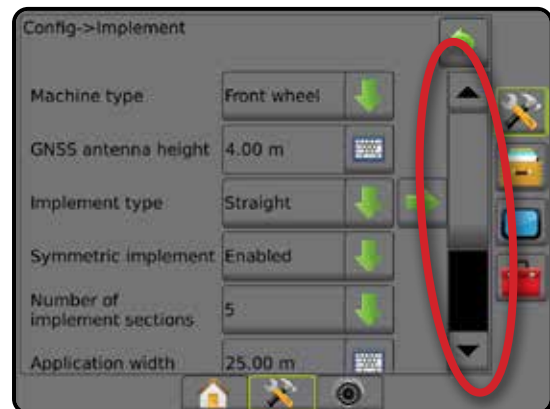 Config->Implement
Machine type Front wheel
GNSS antenna height 4.00 m
Implement type Straight
Symmetric implement Enabled
Number of
implement sections 5
Application width 25.00 m